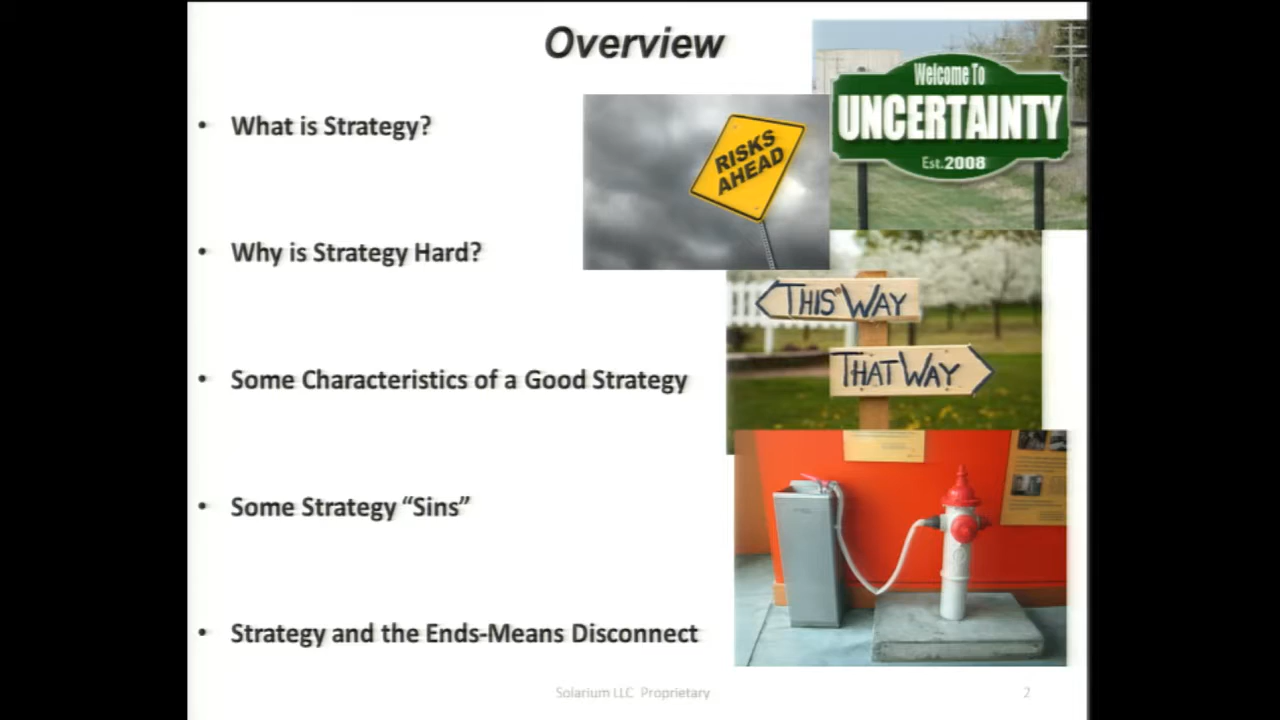 Overview
• What is Strategy?
• Why is Strategy Hard?
• Some Characteristics of a Good Strategy
• Some Strategy “Sins”
• Strategy and the Ends-Means Disconnect
RISKS
AHEAD
Welcome To
UNCERTAINTY
Est. 2008
THIS WAY
THAT WAY
Solarium LLC Proprietary
2